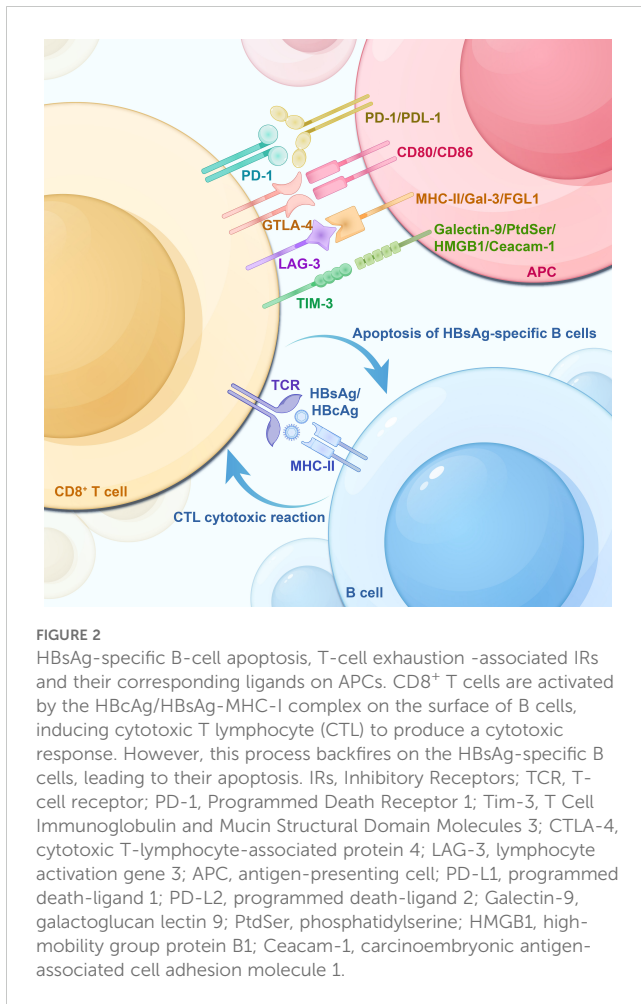 PD-1/PDL-1
PD-1
CD80/CD86
GTLA-4
MHC-II/Gal-3/FGL1
LAG-3
Galectin-9/PtdSer/
HMGB1/Ceacam-1
TIM-3
APC
Apoptosis of HBsAg-specific B cells
TCR
HBsAg/
HBcAg
MHC-II
CD8⁺ T cell
CTL cytotoxic reaction
B cell
FIGURE 2
HBsAg-specific B-cell apoptosis, T-cell exhaustion -associated IRs
and their corresponding ligands on APCs. CD8⁺ T cells are activated
by the HBcAg/HBsAg-MHC-I complex on the surface of B cells,
inducing cytotoxic T lymphocyte (CTL) to produce a cytotoxic
response. However, this process backfires on the HBsAg-specific B
cells, leading to their apoptosis. IRs, Inhibitory Receptors; TCR, T-
cell receptor; PD-1, Programmed Death Receptor 1; Tim-3, T Cell
Immunoglobulin and Mucin Structural Domain Molecules 3; CTLA-4,
cytotoxic T-lymphocyte-associated protein 4; LAG-3, lymphocyte
activation gene 3; APC, antigen-presenting cell; PD-L1, programmed
death-ligand 1; PD-L2, programmed death-ligand 2; Galectin-9,
galactoglucan lectin 9; PtdSer, phosphatidylserine; HMGB1, high-
mobility group protein B1; Ceacam-1, carcinoembryonic antigen-
associated cell adhesion molecule 1.